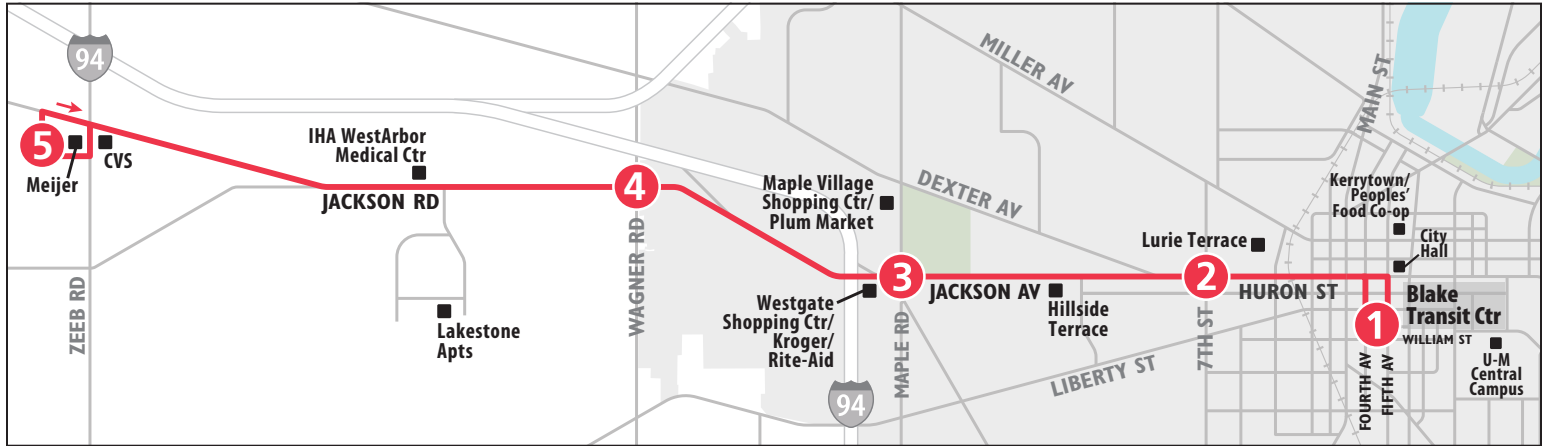 94
5
Meijer
CVS
ZEEB RD
IHA WestArbor
Medical Ctr
JACKSON RD
Lakestone
Apts
4
WAGNER RD
Maple Village
Shopping Ctr/
Plum Market
3
Westgate
Shopping Ctr/
Kroger/
Rite-Aid
94
MAPLE RD
JACKSON AV
Hillside
Terrace
DEXTER AV
MILLER AV
LIBERTY ST
Lurie Terrace
2
7TH ST
HURON ST
MAIN ST
Kerrytown/
Peoples'
Food Co-op
City
Hall
1
Blake
Transit Ctr
WILLIAM ST
FOURTH AV
FIFTH AV
U-M
Central
Campus